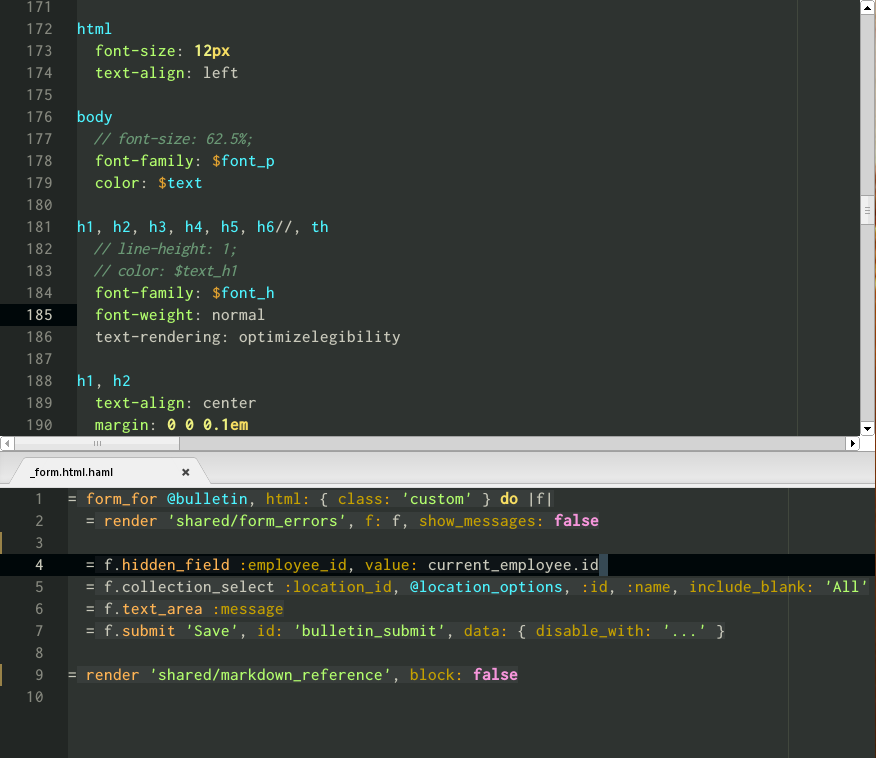 171
172 html
173   font-size: 12px
174   text-align: left
175
176 body
177   // font-size: 62.5%;
178   font-family: $font_p
179   color: $text
180
181 h1, h2, h3, h4, h5, h6//, th
182   // line-height: 1;
183   // color: $text_h1
184   font-family: $font_h
185   font-weight: normal
186   text-rendering: optimizelegibility
187
188 h1, h2
189   text-align: center
190   margin: 0 0 0.1em
_form.html.haml ×
1 = form_for @bulletin, html: { class: 'custom' } do |f|
2   = render 'shared/form_errors', f: f, show_messages: false
3
4   = f.hidden_field :employee_id, value: current_employee.id
5   = f.collection_select :location_id, @location_options, :id, :name, include_blank: 'All'
6   = f.text_area :message
7   = f.submit 'Save', id: 'bulletin_submit', data: { disable_with: '...' }
8
9 = render 'shared/markdown_reference', block: false
10